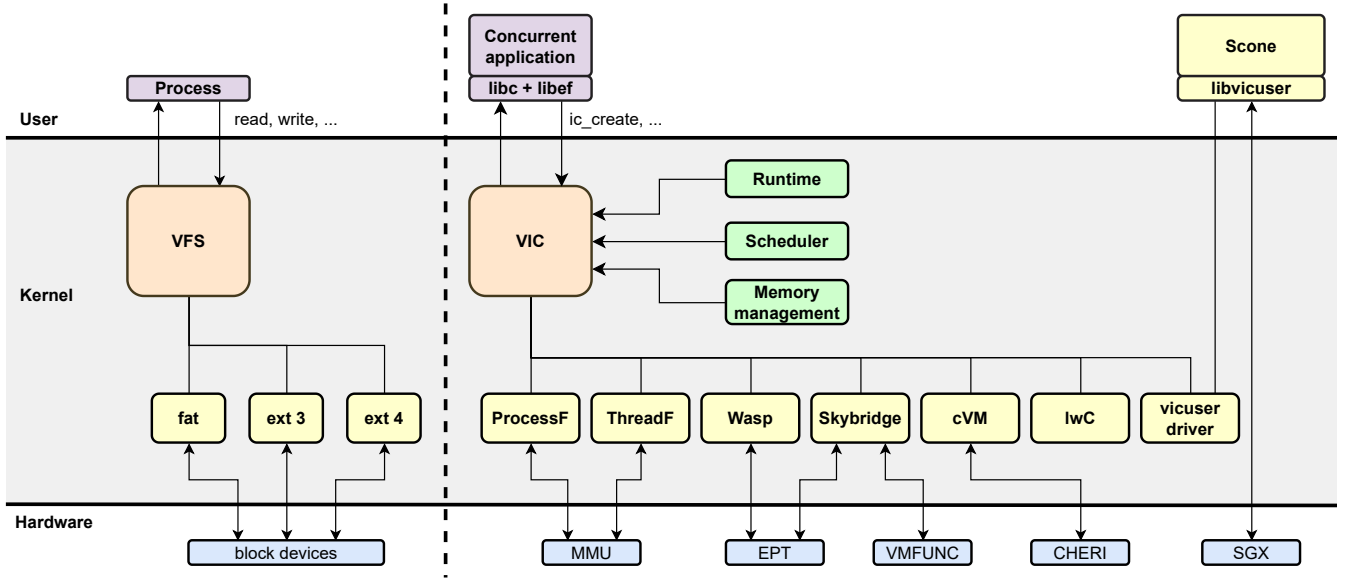 Concurrent
application
Scone
Process
libc + libef
libvicuser
User
read, write, ...
ic_create, ...
Runtime
VFS
VIC
Scheduler
Kernel
Memory
management
fat
ext 3
ext 4
ProcessF
ThreadF
Wasp
Skybridge
cVM
lwC
vicuser
driver
Hardware
block devices
MMU
EPT
VMFUNC
CHERI
SGX